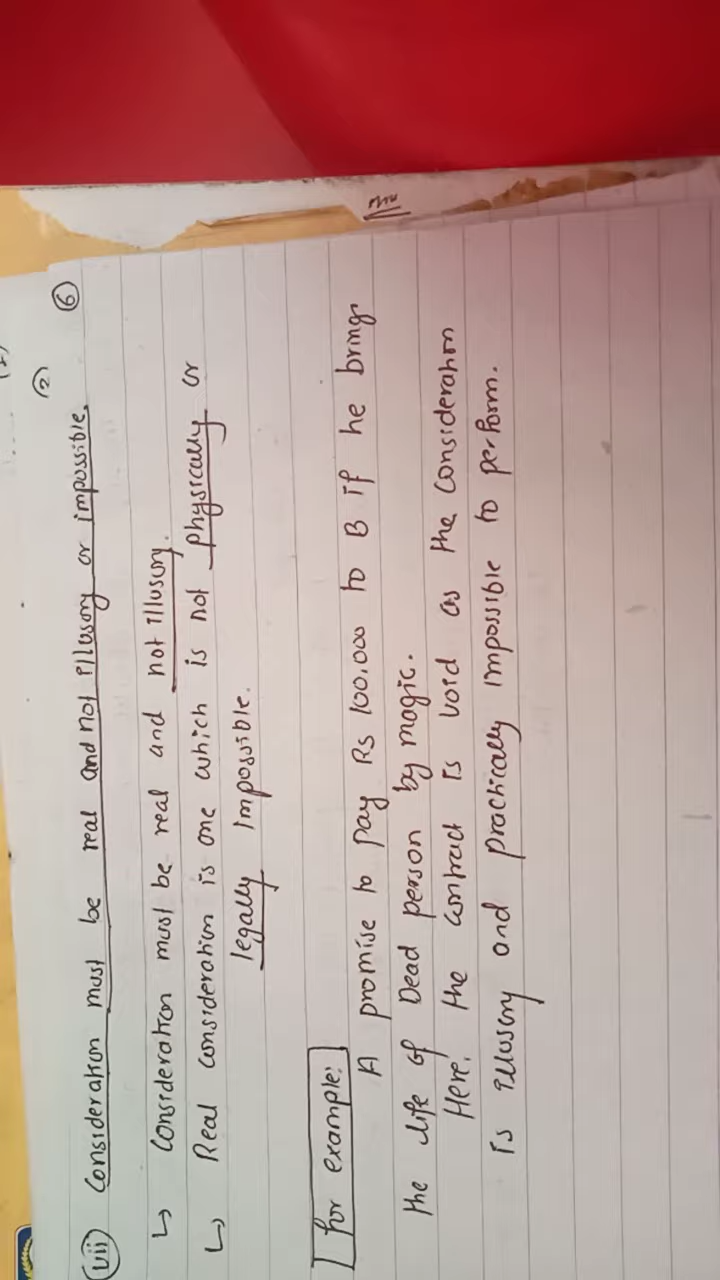 (2)
6
(vii) Consideration must be real and not illusory or impossible.
↳ Consideration must be real and not illusory.
↳ Real consideration is one which is not physically or
legally impossible.
for example:
A promise to pay Rs 100,000 to B if he brings
the life of Dead person by magic.
Here, the contract is void as the consideration
is illusory and practically impossible to perform.